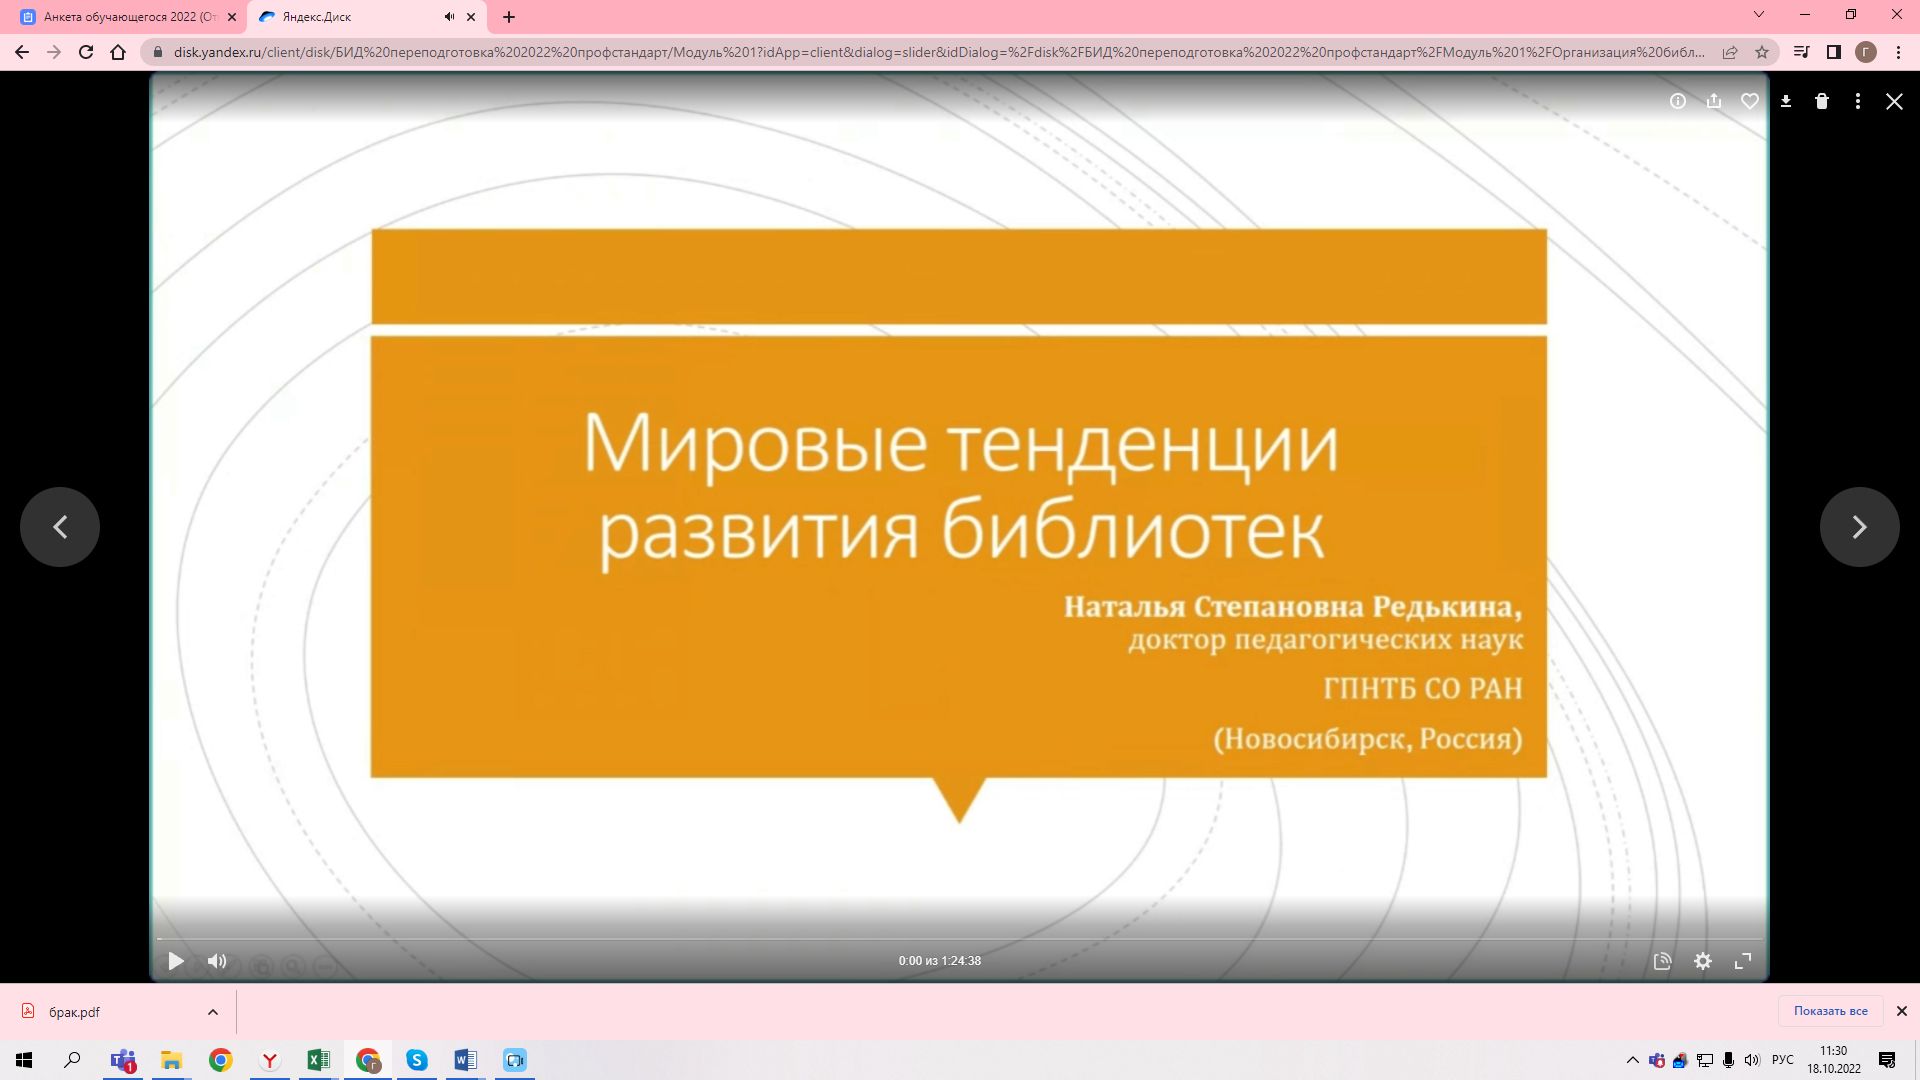 Анкета обучающегося 2022 (От
Яндекс.Диск
disk.yandex.ru/client/disk/БИД%20переподготовка%202022%20профстандарт/Модуль%201?idApp=client&dialog=slider&idDialog=%2Fdisk%2FБИД%20переподготовка%202022%20профстандарт%2FМодуль%201%2FОрганизация%20библ...
Г
Мировые тенденции
развития библиотек
Наталья Степановна Редькина,
доктор педагогических наук
ГПНТБ СО РАН
(Новосибирск, Россия)
0:00 из 1:24:38
брак.pdf
Показать все
РУС
11:30
18.10.2022